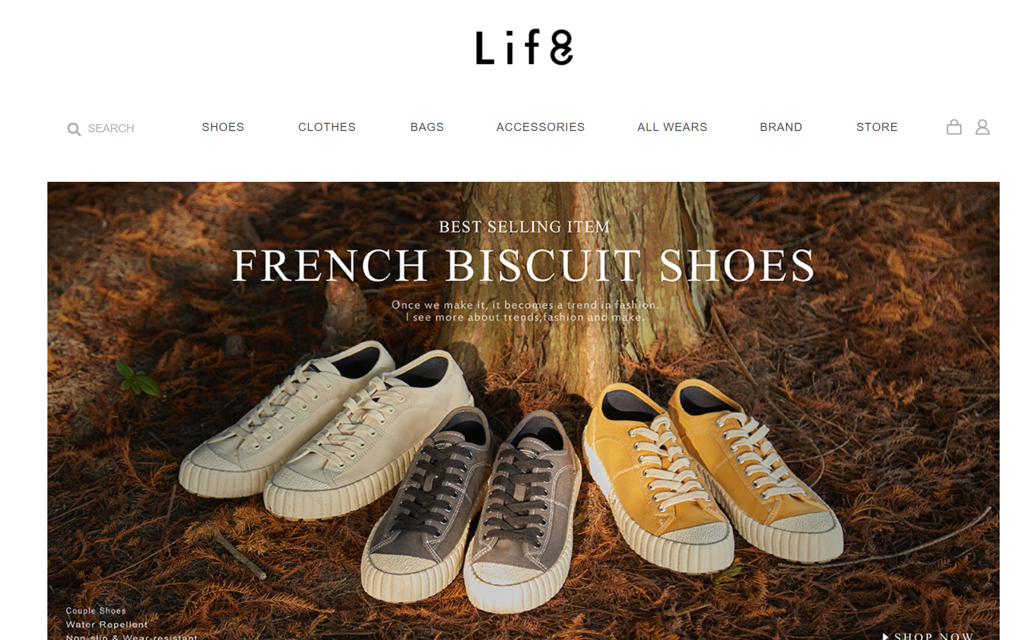 Lif8
SEARCH
SHOES
CLOTHES
BAGS
ACCESSORIES
ALL WEARS
BRAND
STORE
BEST SELLING ITEM
FRENCH BISCUIT SHOES
Once we make it, it becomes a trend in fashion.
I see more about trends,fashion and make.
Couple Shoes
Water Repellent
Non-slip & Wear-resistant
SHOP NOW